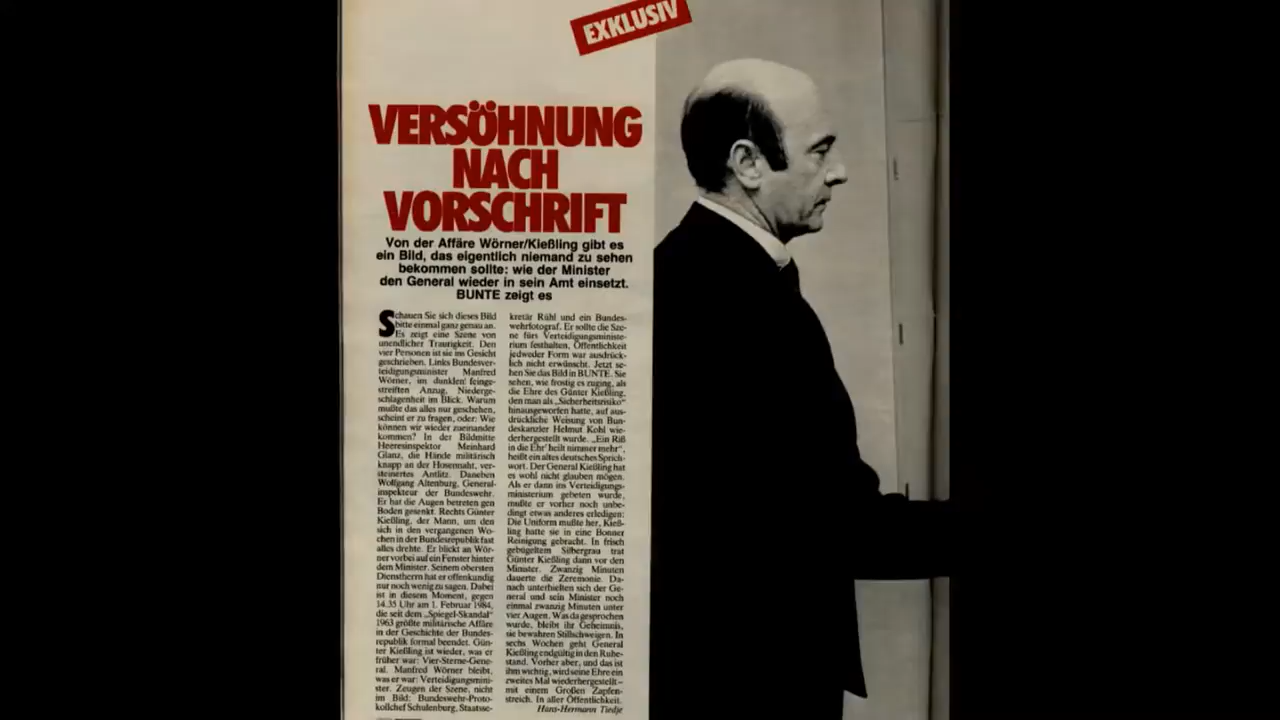 EXKLUSIV
VERSÖHNUNG
NACH
VORSCHRIFT
Von der Affäre Wörner/Kießling gibt es
ein Bild, das eigentlich niemand zu sehen
bekommen sollte: wie der Minister
den General wieder in sein Amt einsetzt.
BUNTE zeigt es
Schauen Sie sich dieses Bild
bitte einmal ganz genau an.
Es zeigt eine Szene von
unendlicher Traurigkeit. Den
vier Personen ist sie ins Gesicht
geschrieben. Links Bundesver-
teidigungsminister Manfred
Wörner, im dunklen feinge-
streiften Anzug, Niederge-
schlagenheit im Blick. Warum
mußte das alles nur geschehen,
scheint er zu fragen, oder: Wie
können wir wieder zueinander
kommen? In der Bildmitte
Heeresinspektor Meinhard
Glanz, die Hände militärisch
knapp an der Hosennaht, ver-
steinertes Antlitz. Daneben
Wolfgang Altenburg, General-
inspekteur der Bundeswehr.
Er hat die Augen betreten gen
Boden gesenkt. Rechts Günter
Kießling, der Mann, um den
sich in den vergangenen Wo-
chen in der Bundesrepublik fast
alles drehte. Er blickt an Wör-
ner vorbei auf ein Fenster hinter
dem Minister. Seinem obersten
Dienstherrn hat er offenkundig
nur noch wenig zu sagen. Dabei
ist in diesem Moment, gegen
14.35 Uhr am 1. Februar 1984,
die seit dem „Spiegel-Skandal"
1963 größte militärische Affäre
in der Geschichte der Bundes-
republik formal beendet. Gün-
ter Kießling ist wieder, was er
früher war: Vier-Sterne-Gene-
ral. Manfred Wörner bleibt,
was er war: Verteidigungsmini-
ster. Zeugen der Szene, nicht
im Bild: Bundeswehr-Proto-
kollchef Schulenburg, Staatsse-
kretär Rühl und ein Bundes-
wehrfotograf. Er sollte die Sze-
ne fürs Verteidigungsministe-
rium festhalten, Öffentlichkeit
jedweder Form war ausdrück-
lich nicht erwünscht. Jetzt se-
hen Sie das Bild in BUNTE. Sie
sehen, wie frostig es zuging, als
die Ehre des Günter Kießling,
den man als „Sicherheitsrisiko"
hinausgeworfen hatte, auf aus-
drückliche Weisung von Bun-
deskanzler Helmut Kohl wie-
derhergestellt wurde. „Ein Riß
in die Ehr' heilt nimmer mehr",
heißt ein altes deutsches Sprich-
wort. Der General Kießling hat
es wohl nicht glauben mögen.
Als er dann ins Verteidigungs-
ministerium gebeten wurde,
mußte er vorher noch unbe-
dingt etwas anderes erledigen:
Die Uniform mußte her, Kieß-
ling hatte sie in eine Bonner
Reinigung gebracht. In frisch
gebügeltem Silbergrau trat
Günter Kießling dann vor den
Minister. Zwanzig Minuten
dauerte die Zeremonie. Da-
nach unterhielten sich der Ge-
neral und sein Minister noch
einmal zwanzig Minuten unter
vier Augen. Was da gesprochen
wurde, bleibt ihr Geheimnis,
sie bewahren Stillschweigen. In
sechs Wochen geht General
Kießling endgültig in den Ruhe-
stand. Vorher aber, und das ist
ihm wichtig, wird seine Ehre ein
zweites Mal wiederhergestellt –
mit einem Großen Zapfen-
streich. In aller Öffentlichkeit.
Hans-Hermann Tiedje